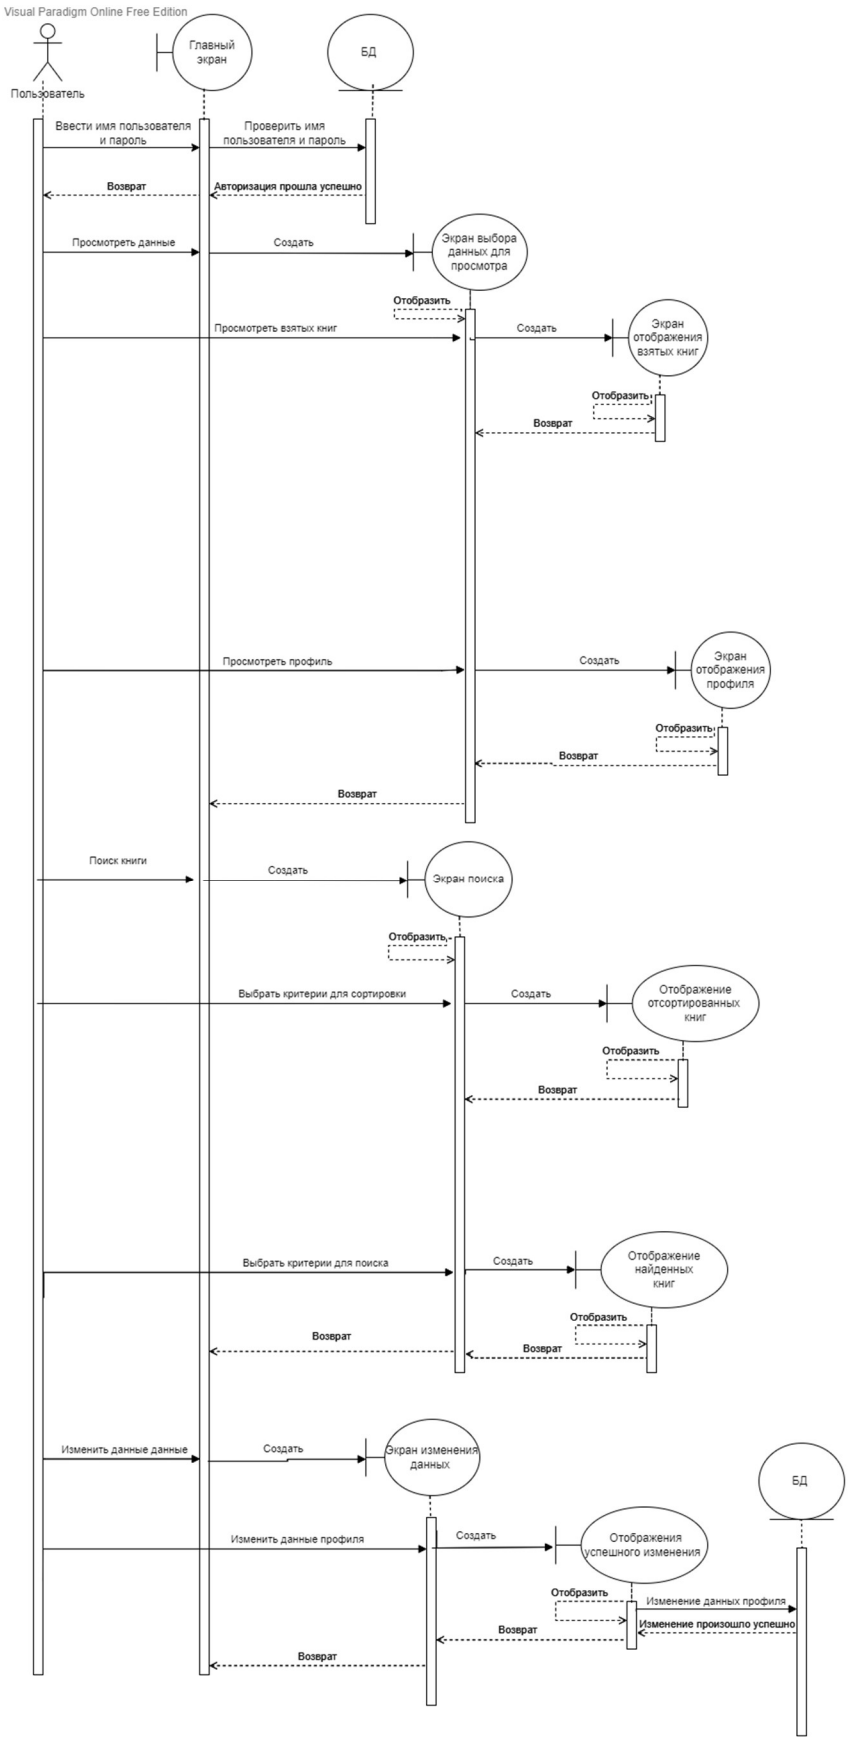 Visual Paradigm Online Free Edition
Главный
экран
БД
Пользователь
Ввести имя пользователя
и пароль
Проверить имя
пользователя и пароль
Возврат
Авторизация прошла успешно
Просмотреть данные
Создать
Экран выбора
данных для
просмотра
Отобразить
Просмотреть взятых книг
Создать
Экран
отображения
взятых книг
Отобразить
Возврат
Просмотреть профиль
Создать
Экран
отображения
профиля
Отобразить
Возврат
Возврат
Поиск книги
Создать
Экран поиска
Отобразить
Выбрать критерии для сортировки
Создать
Отображение
отсортированных
книг
Отобразить
Возврат
Выбрать критерии для поиска
Создать
Отображение
найденных
книг
Отобразить
Возврат
Возврат
Изменить данные данные
Создать
Экран изменения
данных
БД
Изменить данные профиля
Создать
Отображения
успешного изменения
Отобразить
Изменение данных профиля
Изменение произошло успешно
Возврат
Возврат